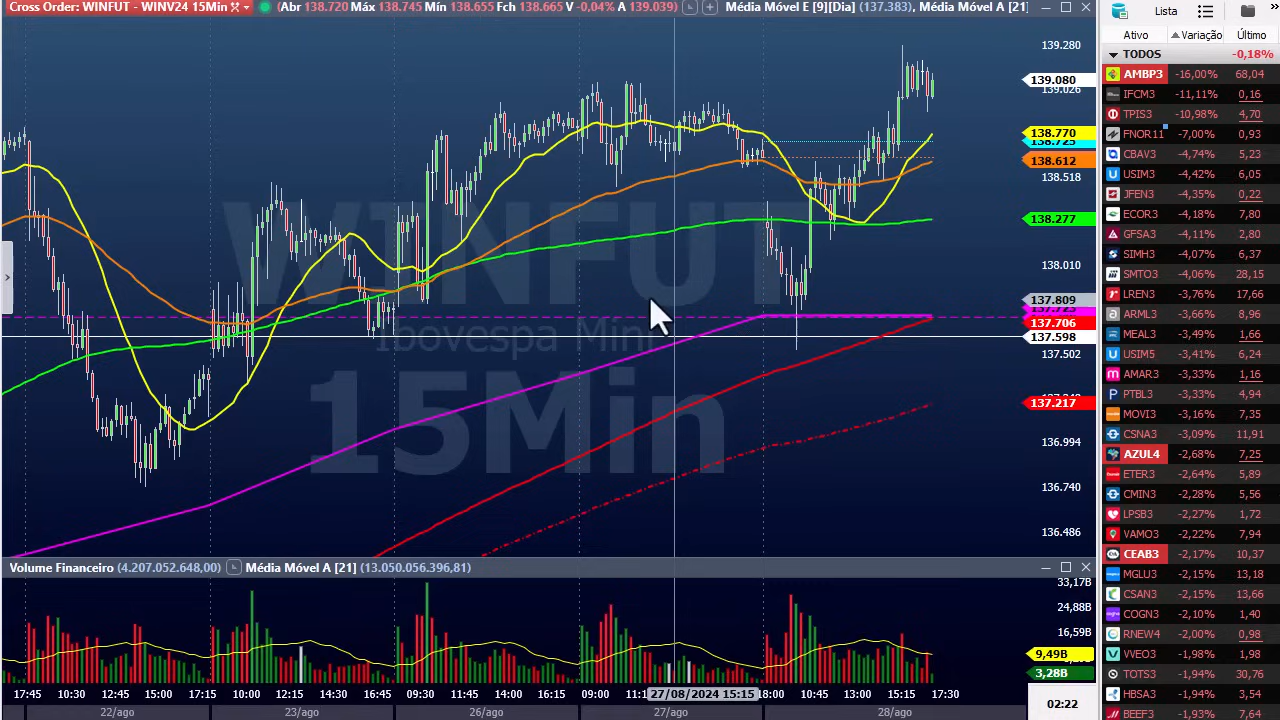 Cross Order: WINFUT - WINV24 15Min (Abr 138.720 Máx 138.745 Mín 138.655 Fch 138.665 V -0,04% A 139.039) Média Móvel E [9][Dia] (137.383), Média Móvel A [21]
139.280
139.080
139.026
138.770
138.725
138.612
138.518
138.277
138.010
137.809
137.706
137.598
137.502
137.217
136.994
136.740
136.486
WINFUT
Ibovespa Mini
15Min
Volume Financeiro (4.207.052.648,00) Média Móvel A [21] (13.050.056.396,31)
33,17B
24,88B
16,59B
9,49B
3,28B
17:45 10:30 12:45 15:00 17:15 10:00 12:15 14:30 16:45 09:30 11:45 14:00 16:15 09:00 27/08/2024 15:15 18:00 10:45 13:00 15:15 17:30
22/ago 23/ago 26/ago 27/ago 28/ago
02:22
Lista
Ativo Variação Último
TODOS -0,18%
AMBP3 -16,00% 68,04
IFCM3 -11,11% 0,16
TPIS3 -10,98% 4,70
FNOR11 -7,00% 0,93
CBAV3 -4,74% 5,23
USIM3 -4,42% 6,05
JFEN3 -4,35% 0,22
ECOR3 -4,18% 7,80
GFSA3 -4,11% 2,80
SIMH3 -4,07% 6,37
SMTO3 -4,06% 28,15
LREN3 -3,76% 17,66
ARML3 -3,66% 8,96
MEAL3 -3,49% 1,66
USIM5 -3,41% 6,24
AMAR3 -3,33% 1,16
PTBL3 -3,33% 4,94
MOVI3 -3,16% 7,35
CSNA3 -3,09% 11,91
AZUL4 -2,68% 7,25
ETER3 -2,64% 5,89
CMIN3 -2,28% 5,56
LPSB3 -2,27% 1,72
VAMO3 -2,22% 7,94
CEAB3 -2,17% 10,37
MGLU3 -2,15% 13,18
CSAN3 -2,15% 13,66
COGN3 -2,10% 1,40
RNEW4 -2,00% 0,98
VVEO3 -1,98% 1,98
TOTS3 -1,94% 30,76
HBSA3 -1,94% 3,54
BEEF3 -1,93% 7,64